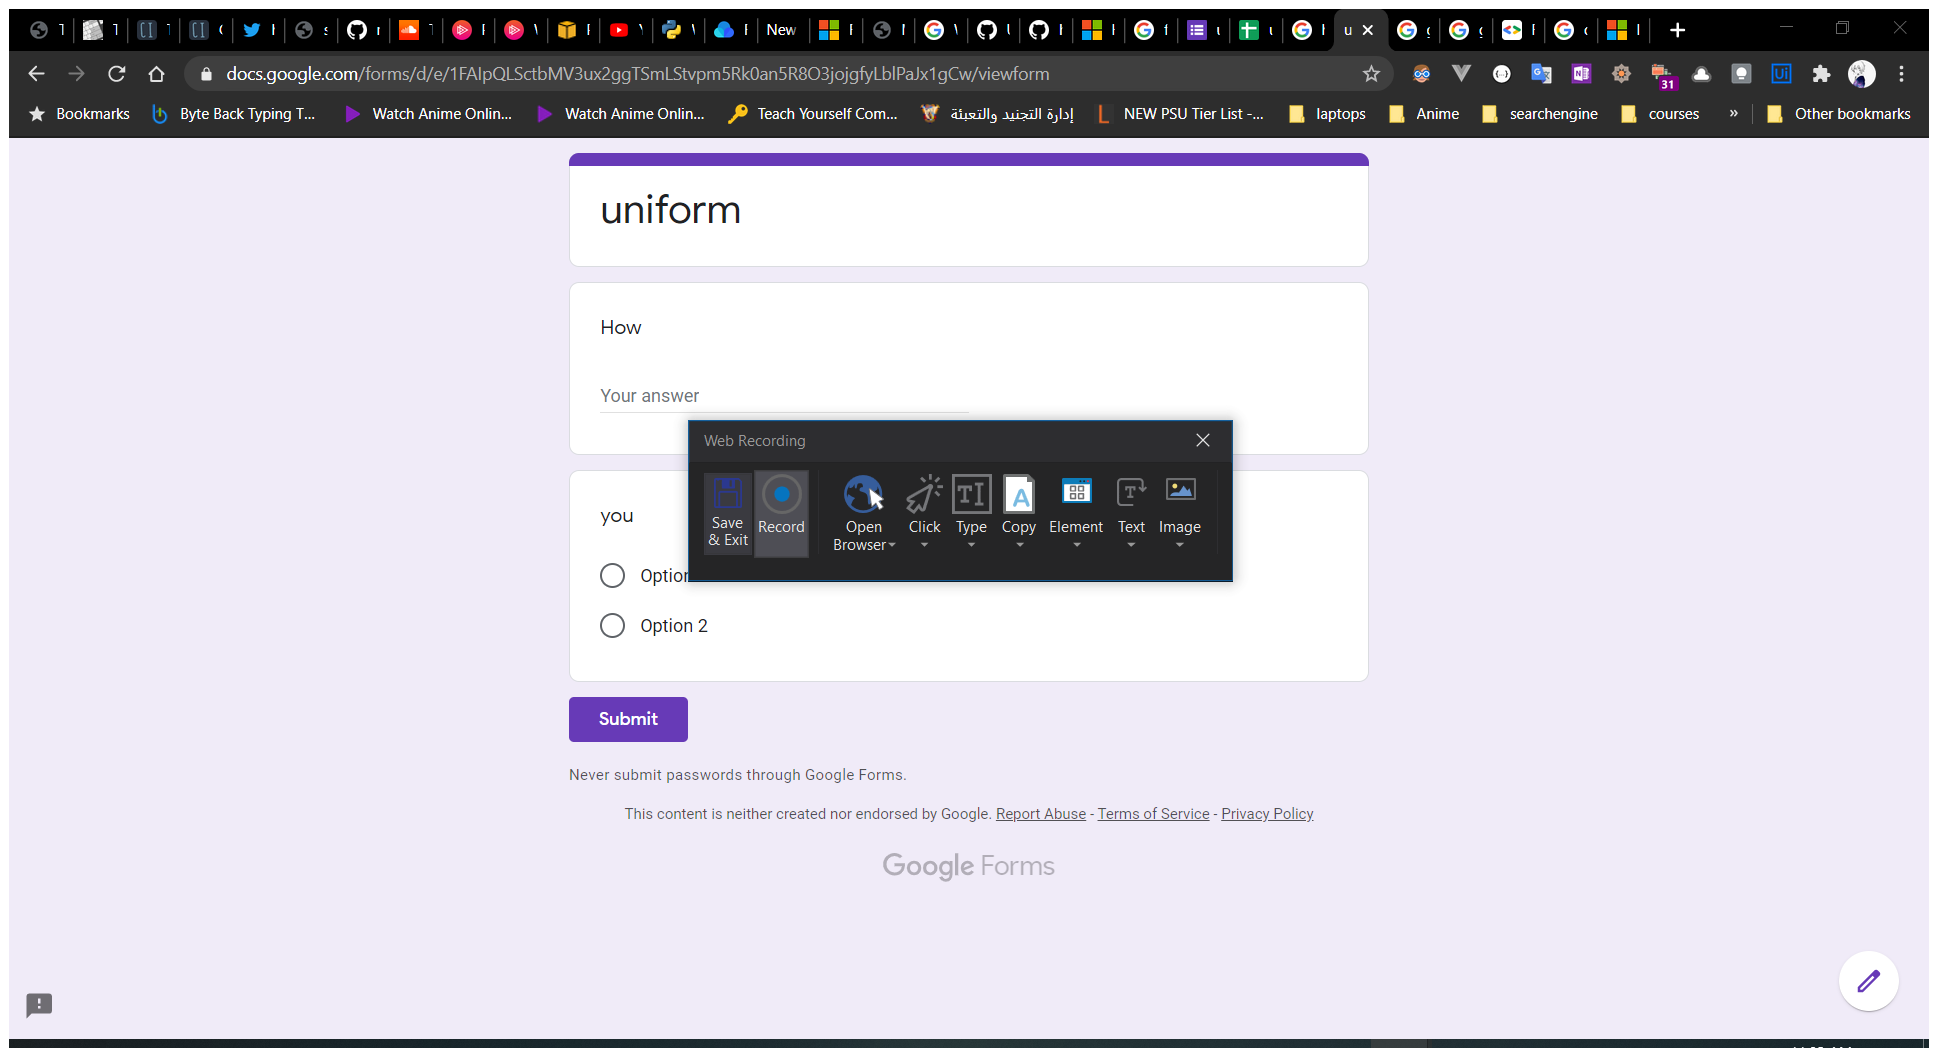 New
docs.google.com/forms/d/e/1FAIpQLSctbMV3ux2ggTSmLStvpm5Rk0an5R8O3jojgfyLblPaJx1gCw/viewform
31
Bookmarks
Byte Back Typing T...
Watch Anime Onlin...
Watch Anime Onlin...
Teach Yourself Com...
إدارة التجنيد والتعبئة
NEW PSU Tier List -...
laptops
Anime
searchengine
courses
»
Other bookmarks
uniform
How
Your answer
Web Recording
Save & Exit
Record
Open Browser
Click
Type
Copy
Element
Text
Image
you
Option 2
Submit
Never submit passwords through Google Forms.
This content is neither created nor endorsed by Google. Report Abuse - Terms of Service - Privacy Policy
Google Forms